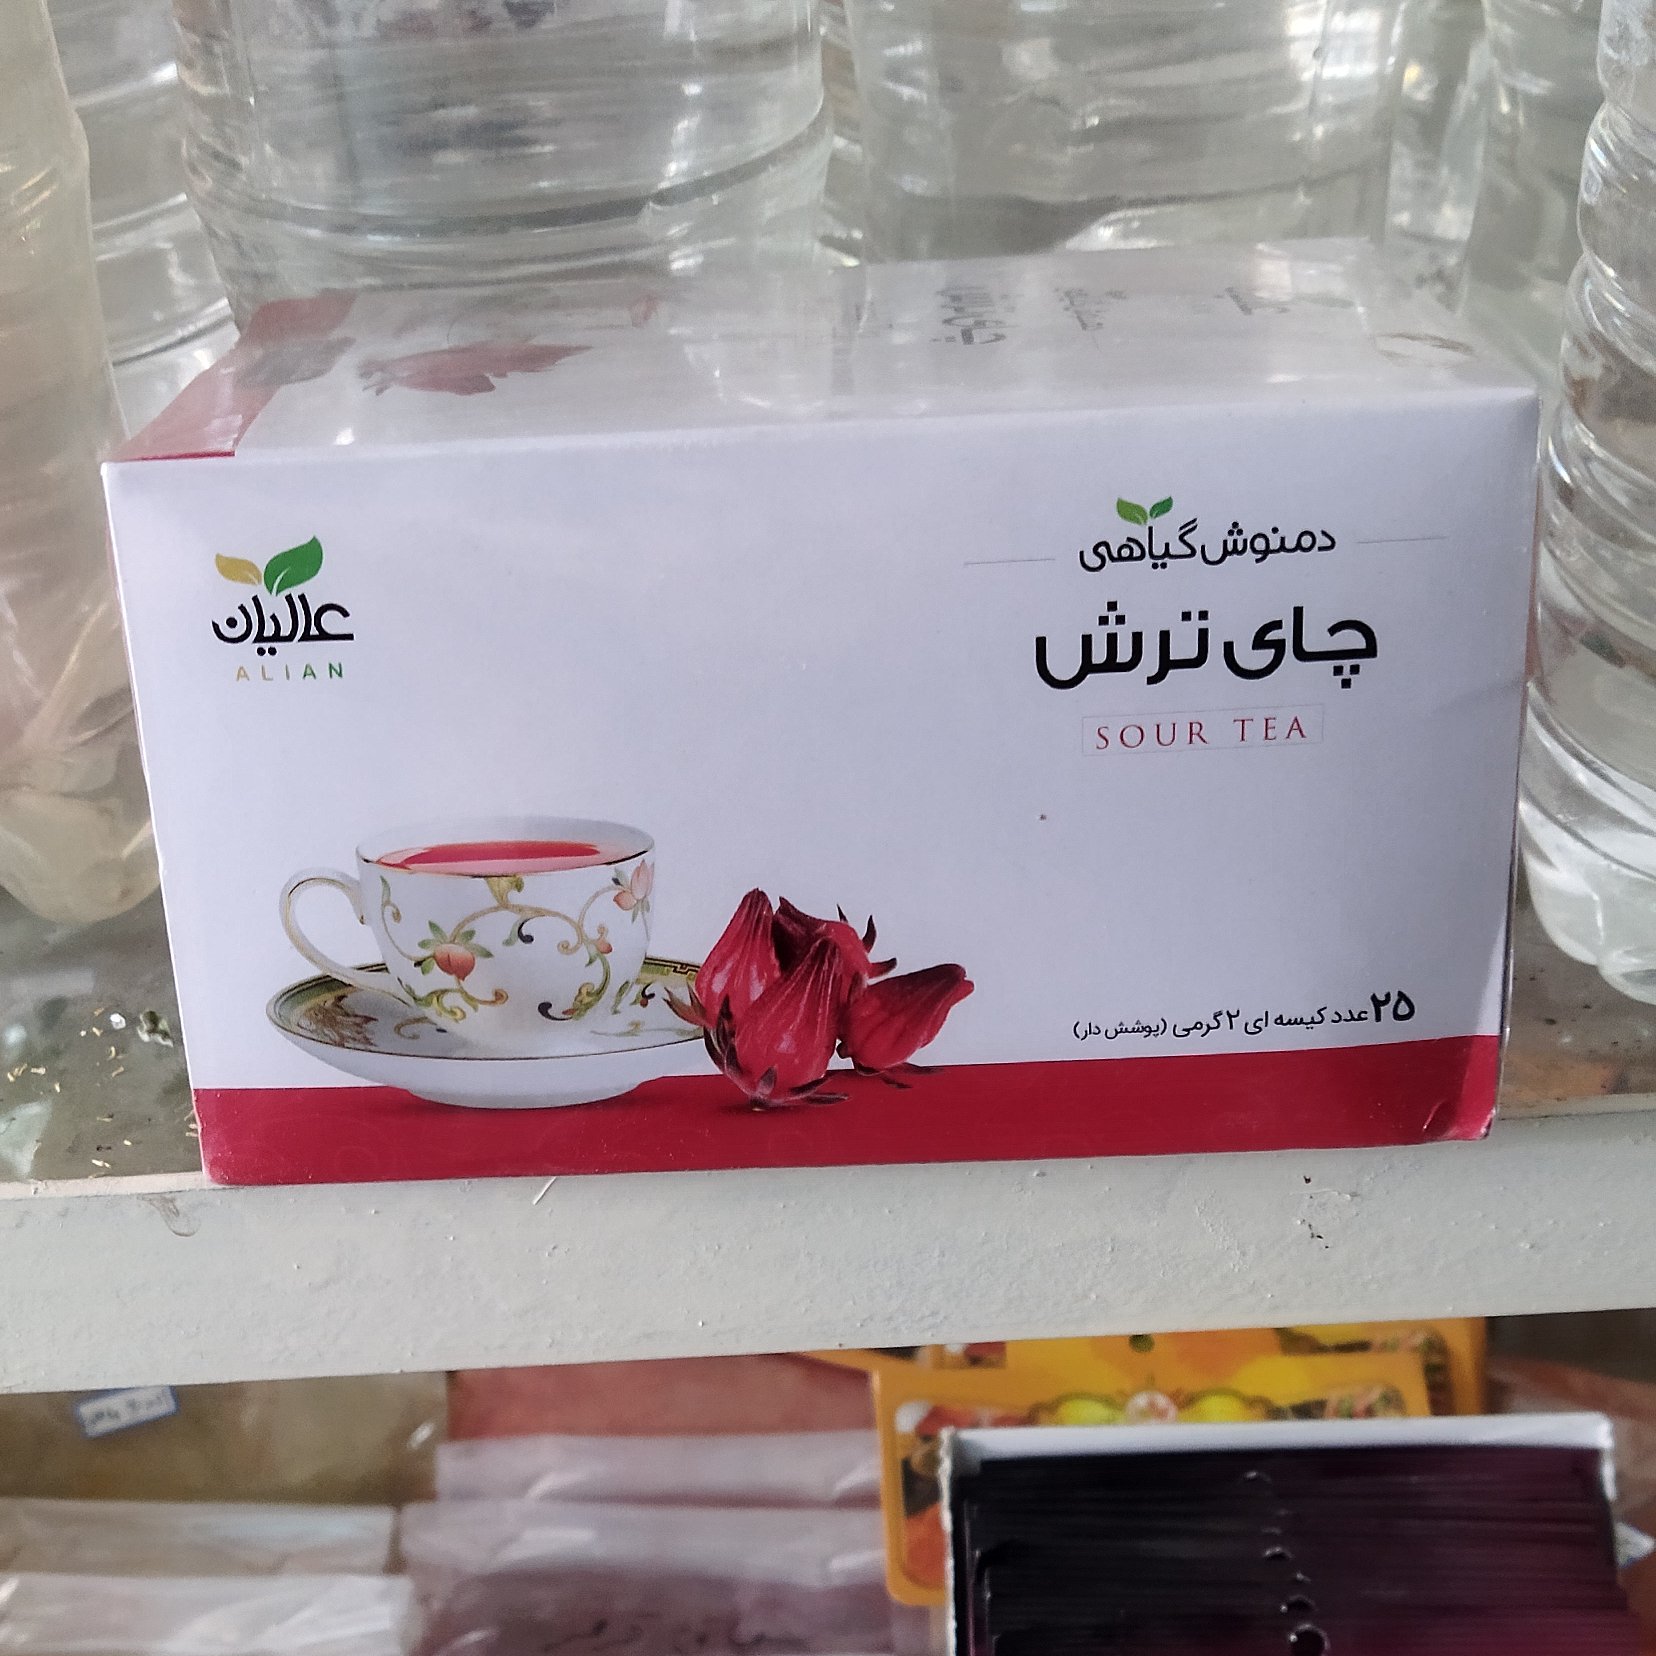 عالیان
ALIAN
دمنوش گیاهی
چای ترش
SOUR TEA
۲۵ عدد کیسه ای ۲ گرمی (پوشش دار)